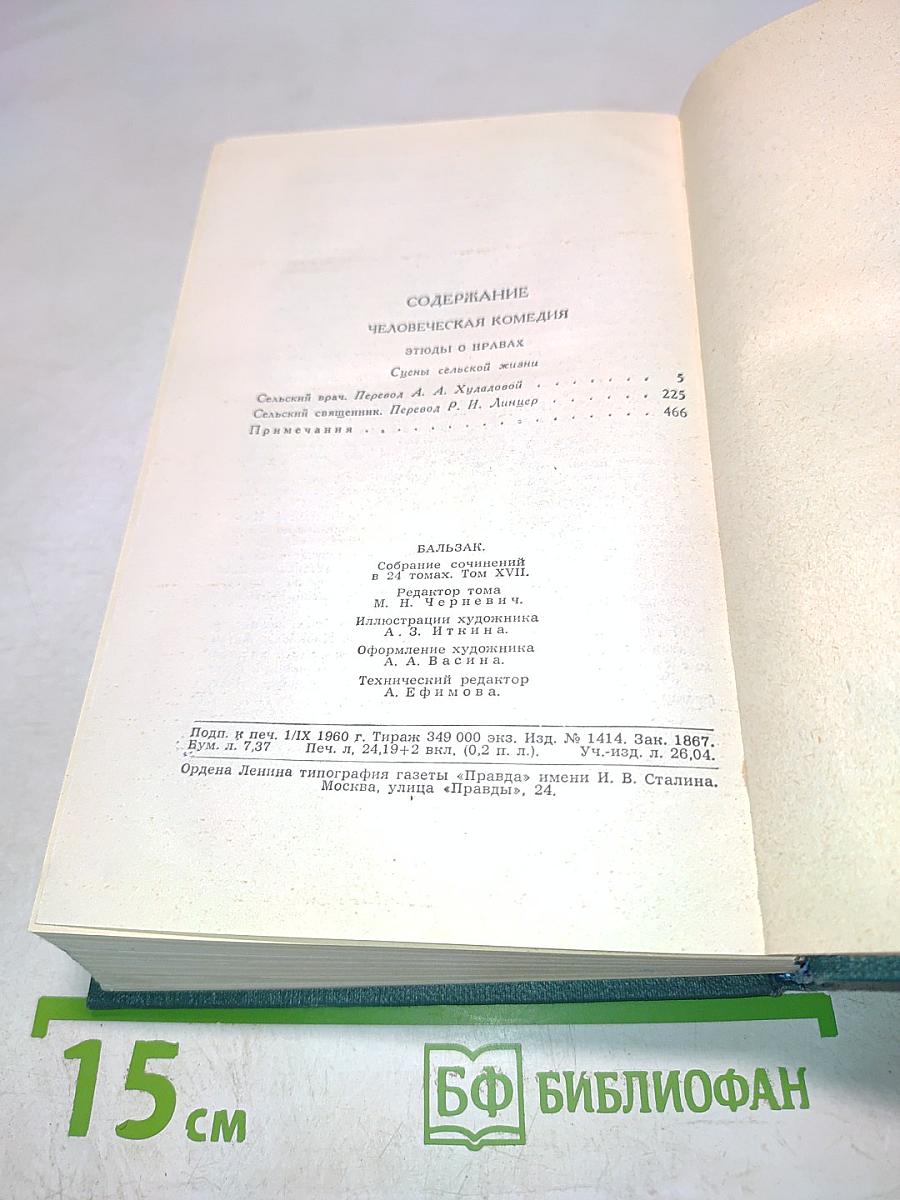 СОДЕРЖАНИЕ
ЧЕЛОВЕЧЕСКАЯ КОМЕДИЯ
ЭТЮДЫ О НРАВАХ
Сцены сельской жизни
Сельский врач. Перевод А. А. Худадовой . . . . . . . 5
Сельский священник. Перевод Р. И. Линцер . . . . . . . 225
Примечания . . . . . . . . . . . . . . . . 466
БАЛЬЗАК.
Собрание сочинений
в 24 томах. Том XVII.
Редактор тома
М. Н. Черневич.
Иллюстрации художника
А. З. Иткина.
Оформление художника
А. А. Васина.
Технический редактор
А. Ефимова.
Подп. к печ. 1/IX 1960 г. Тираж 349 000 экз. Изд. № 1414. Зак. 1867.
Бум. л. 7,37 Печ. л, 24,19+2 вкл, (0,2 п. л.). Уч.-изд. л. 26,04.
Ордена Ленина типография газеты «Правда» имени И. В. Сталина.
Москва, улица «Правды», 24.
15 см
БФ БИБЛИОФАН